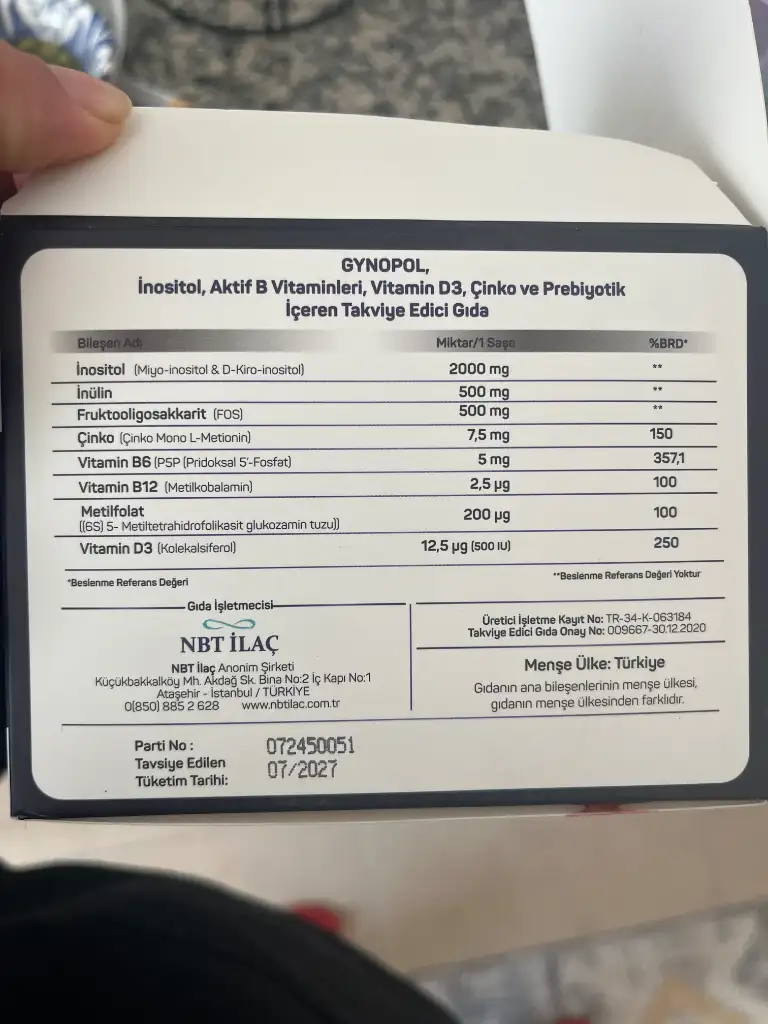 GYNOPOL,
İnositol, Aktif B Vitaminleri, Vitamin D3, Çinko ve Prebiyotik
İçeren Takviye Edici Gıda
Bileşen Adı Miktar/1 Saşe %BRD*
İnositol (Miyo-inositol & D-Kiro-inositol) 2000 mg **
İnülin 500 mg **
Fruktooligosakkarit (FOS) 500 mg **
Çinko (Çinko Mono L-Metionin) 7,5 mg 150
Vitamin B6 (P5P (Pridoksal 5'-Fosfat) 5 mg 357,1
Vitamin B12 (Metilkobalamin) 2,5 µg 100
Metilfolat
((6S) 5- Metiltetrahidrofolikasit glukozamin tuzu)) 200 µg 100
Vitamin D3 (Kolekalsiferol) 12,5 µg (500 IU) 250
*Beslenme Referans Değeri **Beslenme Referans Değeri Yoktur
Gıda İşletmecisi
NBT İLAÇ
NBT İlaç Anonim Şirketi
Küçükbakkalköy Mh. Akdağ Sk. Bina No:2 İç Kapı No:1
Ataşehir - İstanbul / TÜRKİYE
0(850) 885 2 628 www.nbtilac.com.tr
Üretici İşletme Kayıt No: TR-34-K-063184
Takviye Edici Gıda Onay No: 009667-30.12.2020
Menşe Ülke: Türkiye
Gıdanın ana bileşenlerinin menşe ülkesi,
gıdanın menşe ülkesinden farklıdır.
Parti No : 072450051
Tavsiye Edilen
Tüketim Tarihi: 07/2027